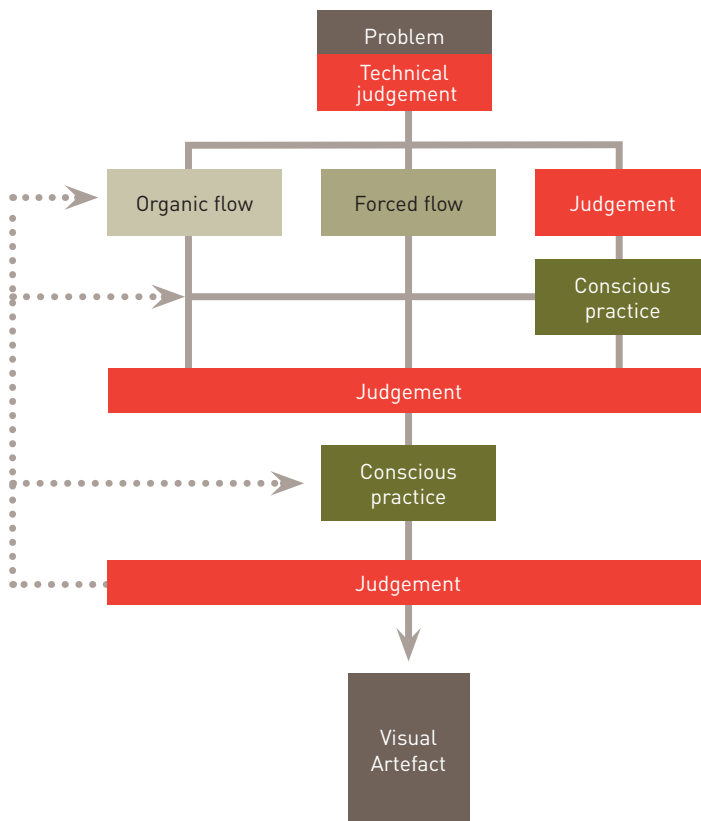 Problem
Technical
judgement
Organic flow
Forced flow
Judgement
Conscious
practice
Judgement
Conscious
practice
Judgement
Visual
Artefact